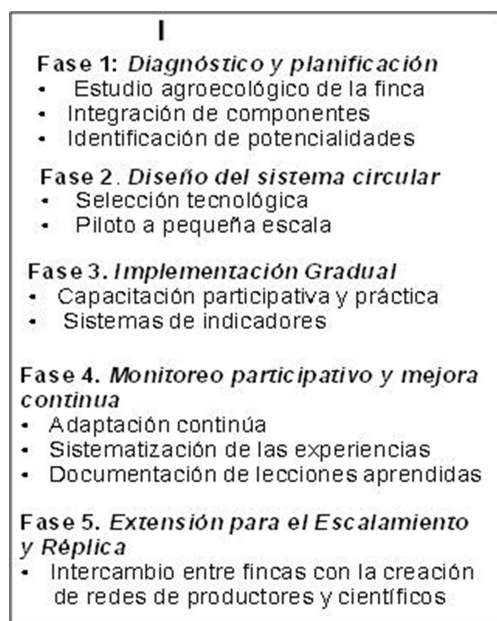 I
Fase 1: Diagnóstico y planificación
• Estudio agroecológico de la finca
• Integración de componentes
• Identificación de potencialidades
Fase 2. Diseño del sistema circular
• Selección tecnológica
• Piloto a pequeña escala
Fase 3. Implementación Gradual
• Capacitación participativa y práctica
• Sistemas de indicadores
Fase 4. Monitoreo participativo y mejora
continua
• Adaptación continúa
• Sistematización de las experiencias
• Documentación de lecciones aprendidas
Fase 5. Extensión para el Escalamiento
y Réplica
• Intercambio entre fincas con la creación
de redes de productores y científicos